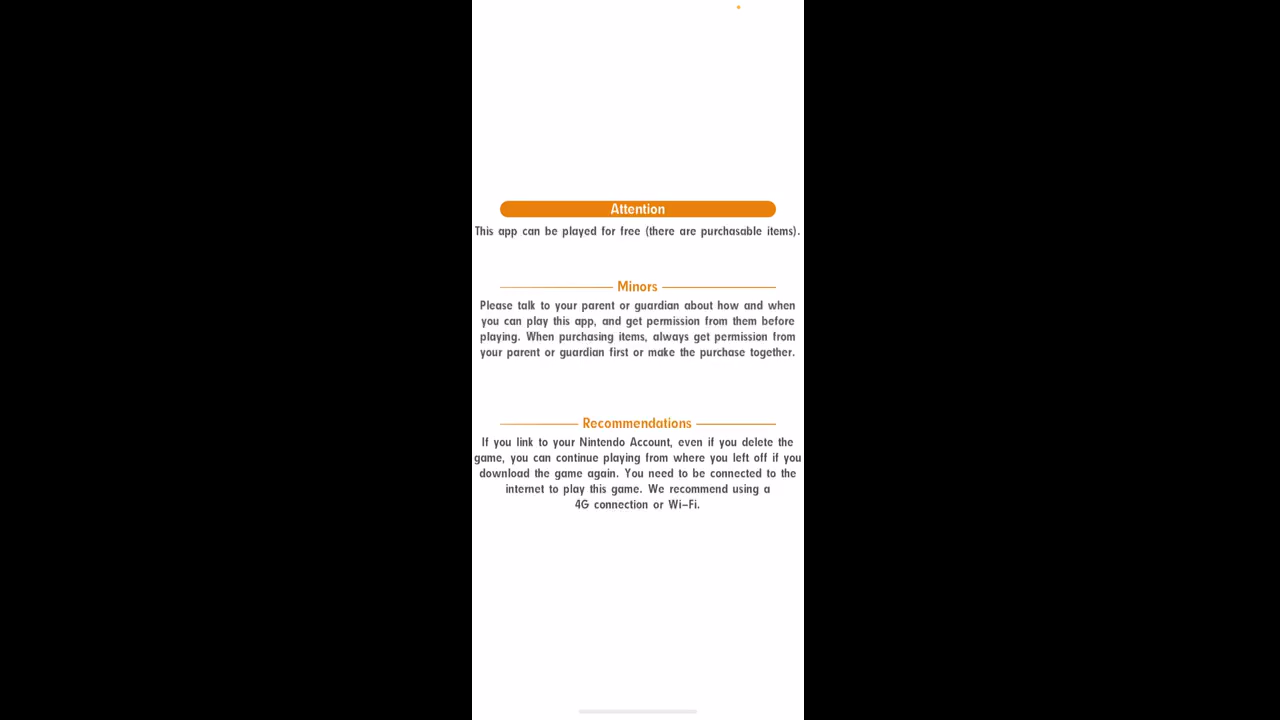 Attention
This app can be played for free (there are purchasable items).
Minors
Please talk to your parent or guardian about how and when
you can play this app, and get permission from them before
playing. When purchasing items, always get permission from
your parent or guardian first or make the purchase together.
Recommendations
If you link to your Nintendo Account, even if you delete the
game, you can continue playing from where you left off if you
download the game again. You need to be connected to the
internet to play this game. We recommend using a
4G connection or Wi-Fi.